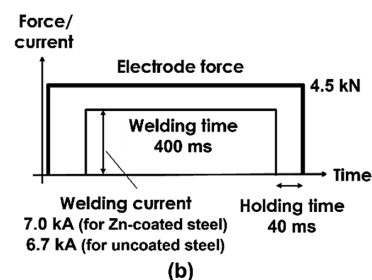 Force/
current
Electrode force
4.5 kN
Welding time
400 ms
Time
Welding current
7.0 kA (for Zn-coated steel)
6.7 kA (for uncoated steel)
Holding time
40 ms
(b)